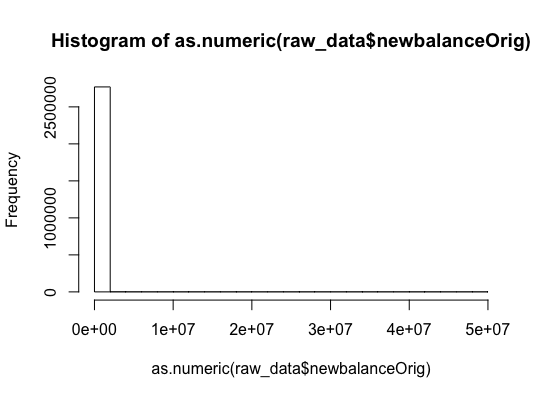 Histogram of as.numeric(raw_data$newbalanceOrig)
Frequency
2500000
1000000
0
0e+00 1e+07 2e+07 3e+07 4e+07 5e+07
as.numeric(raw_data$newbalanceOrig)